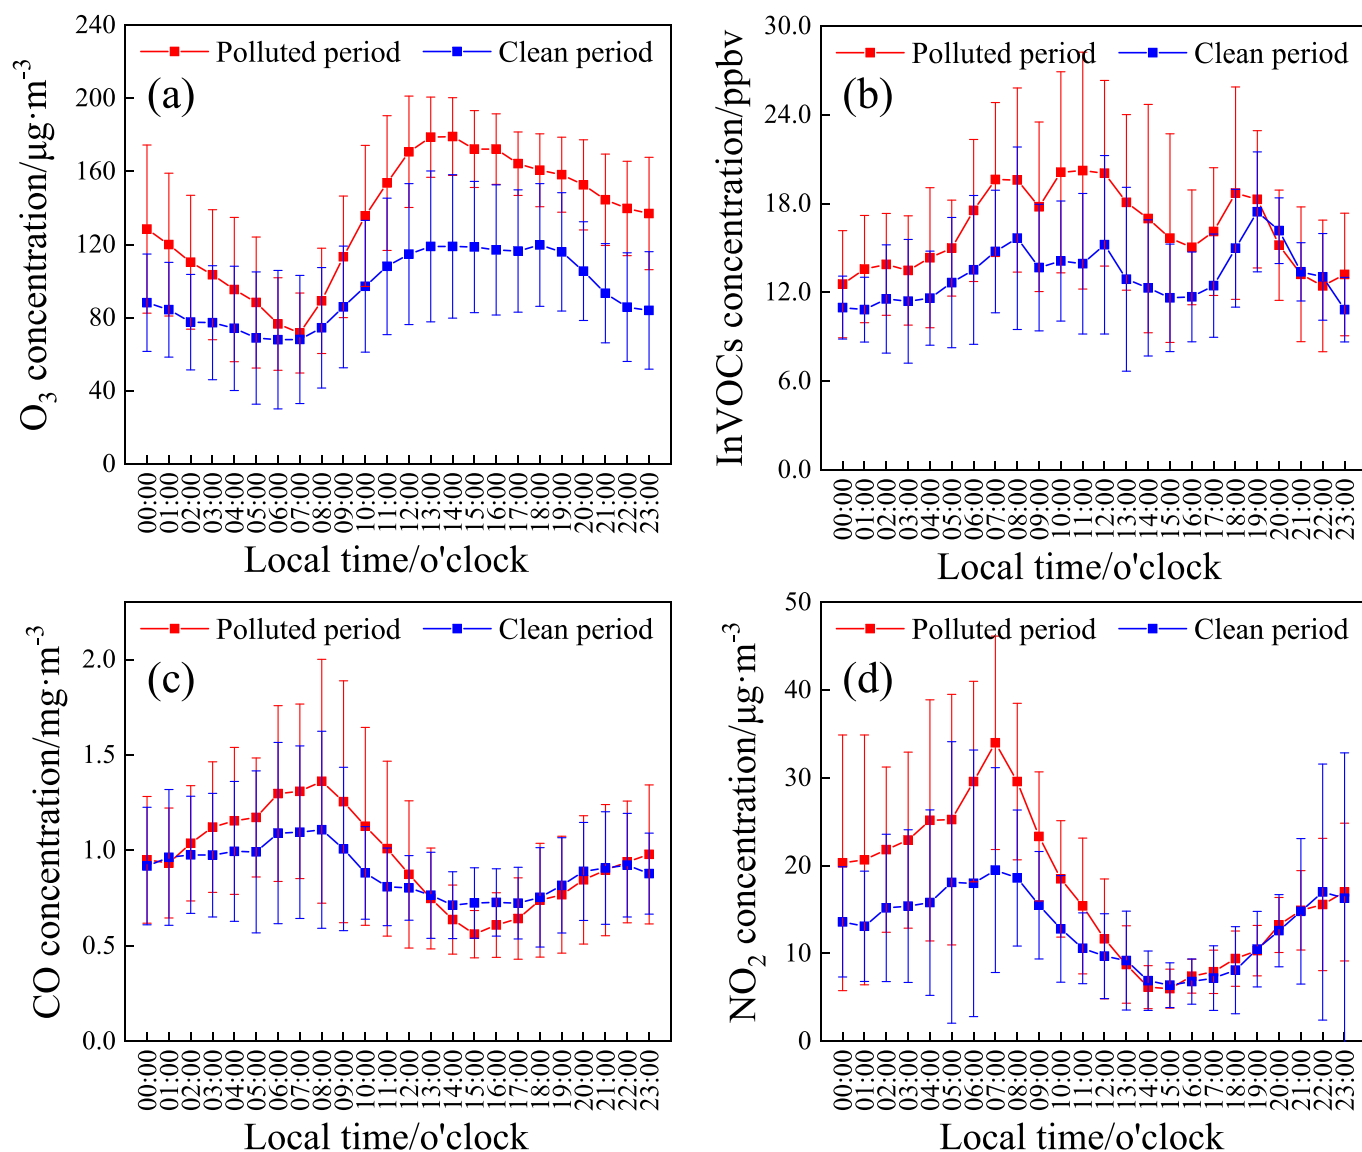 240
200
160
120
80
40
0
O3 concentration/μg·m-3
Polluted period
Clean period
(a)
00:00 01:00 02:00 03:00 04:00 05:00 06:00 07:00 08:00 09:00 10:00 11:00 12:00 13:00 14:00 15:00 16:00 17:00 18:00 19:00 20:00 21:00 22:00 23:00
Local time/o'clock
30.0
24.0
18.0
12.0
6.0
0.0
InVOCs concentration/ppbv
Polluted period
Clean period
(b)
00:00 01:00 02:00 03:00 04:00 05:00 06:00 07:00 08:00 09:00 10:00 11:00 12:00 13:00 14:00 15:00 16:00 17:00 18:00 19:00 20:00 21:00 22:00 23:00
Local time/o'clock
2.0
1.5
1.0
0.5
0.0
CO concentration/mg·m-3
Polluted period
Clean period
(c)
00:00 01:00 02:00 03:00 04:00 05:00 06:00 07:00 08:00 09:00 10:00 11:00 12:00 13:00 14:00 15:00 16:00 17:00 18:00 19:00 20:00 21:00 22:00 23:00
Local time/o'clock
50
40
30
20
10
0
NO2 concentration/μg·m-3
Polluted period
Clean period
(d)
00:00 01:00 02:00 03:00 04:00 05:00 06:00 07:00 08:00 09:00 10:00 11:00 12:00 13:00 14:00 15:00 16:00 17:00 18:00 19:00 20:00 21:00 22:00 23:00
Local time/o'clock